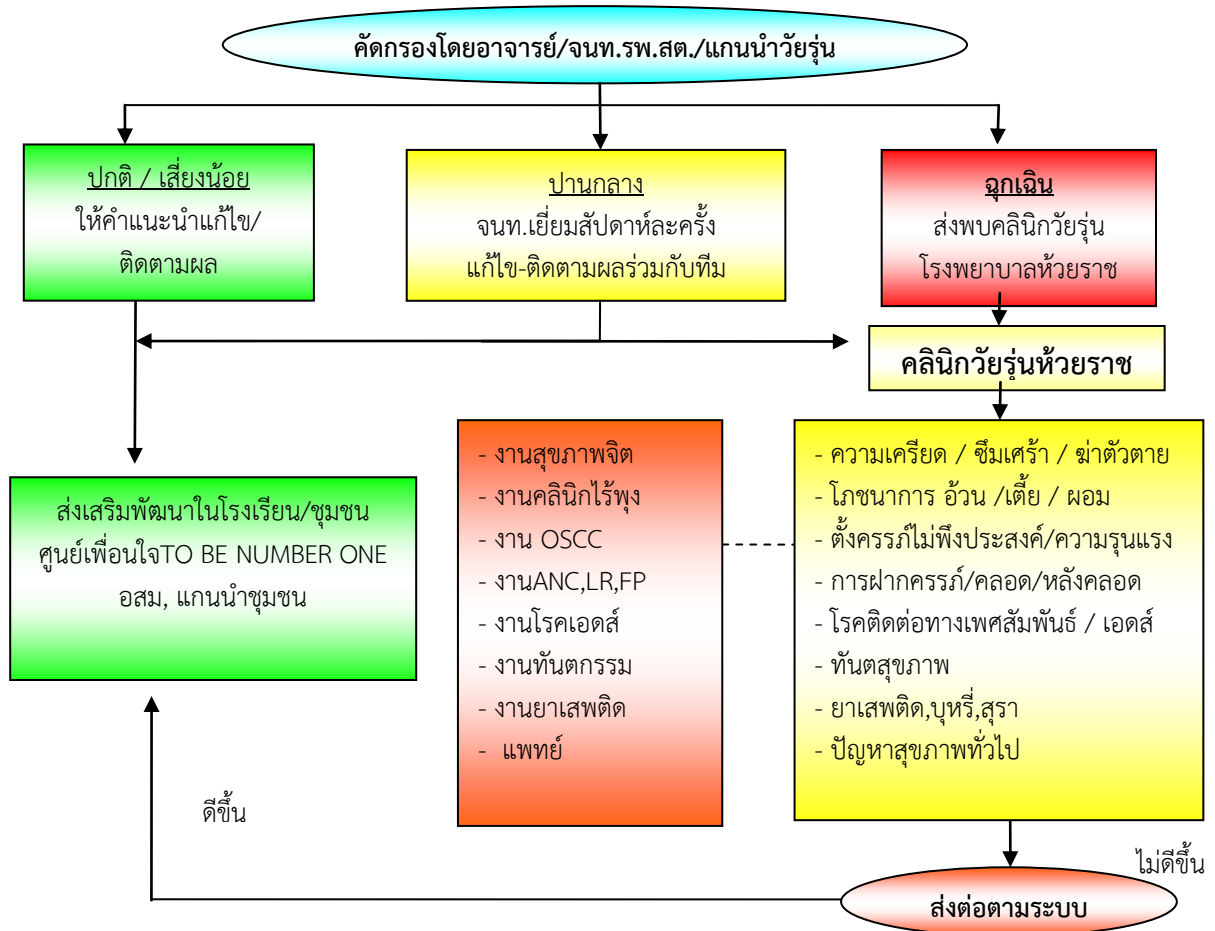 คัดกรองโดยอาจารย์/จนท.รพ.สต./แกนนำวัยรุ่น
ปกติ / เสี่ยงน้อย
ให้คำแนะนำแก้ไข/
ติดตามผล
ปานกลาง
จนท.เยี่ยมสัปดาห์ละครั้ง
แก้ไข-ติดตามผลร่วมกับทีม
ฉุกเฉิน
ส่งพบคลินิกวัยรุ่น
โรงพยาบาลห้วยราช
คลินิกวัยรุ่นห้วยราช
ส่งเสริมพัฒนาในโรงเรียน/ชุมชน
ศูนย์เพื่อนใจTO BE NUMBER ONE
อสม, แกนนำชุมชน
- งานสุขภาพจิต
- งานคลินิกไร้พุง
- งาน OSCC
- งานANC,LR,FP
- งานโรคเอดส์
- งานทันตกรรม
- งานยาเสพติด
- แพทย์
- ความเครียด / ซึมเศร้า / ฆ่าตัวตาย
- โภชนาการ อ้วน /เตี้ย / ผอม
- ตั้งครรภ์ไม่พึงประสงค์/ความรุนแรง
- การฝากครรภ์/คลอด/หลังคลอด
- โรคติดต่อทางเพศสัมพันธ์ / เอดส์
- ทันตสุขภาพ
- ยาเสพติด,บุหรี่,สุรา
- ปัญหาสุขภาพทั่วไป
ดีขึ้น
ไม่ดีขึ้น
ส่งต่อตามระบบ